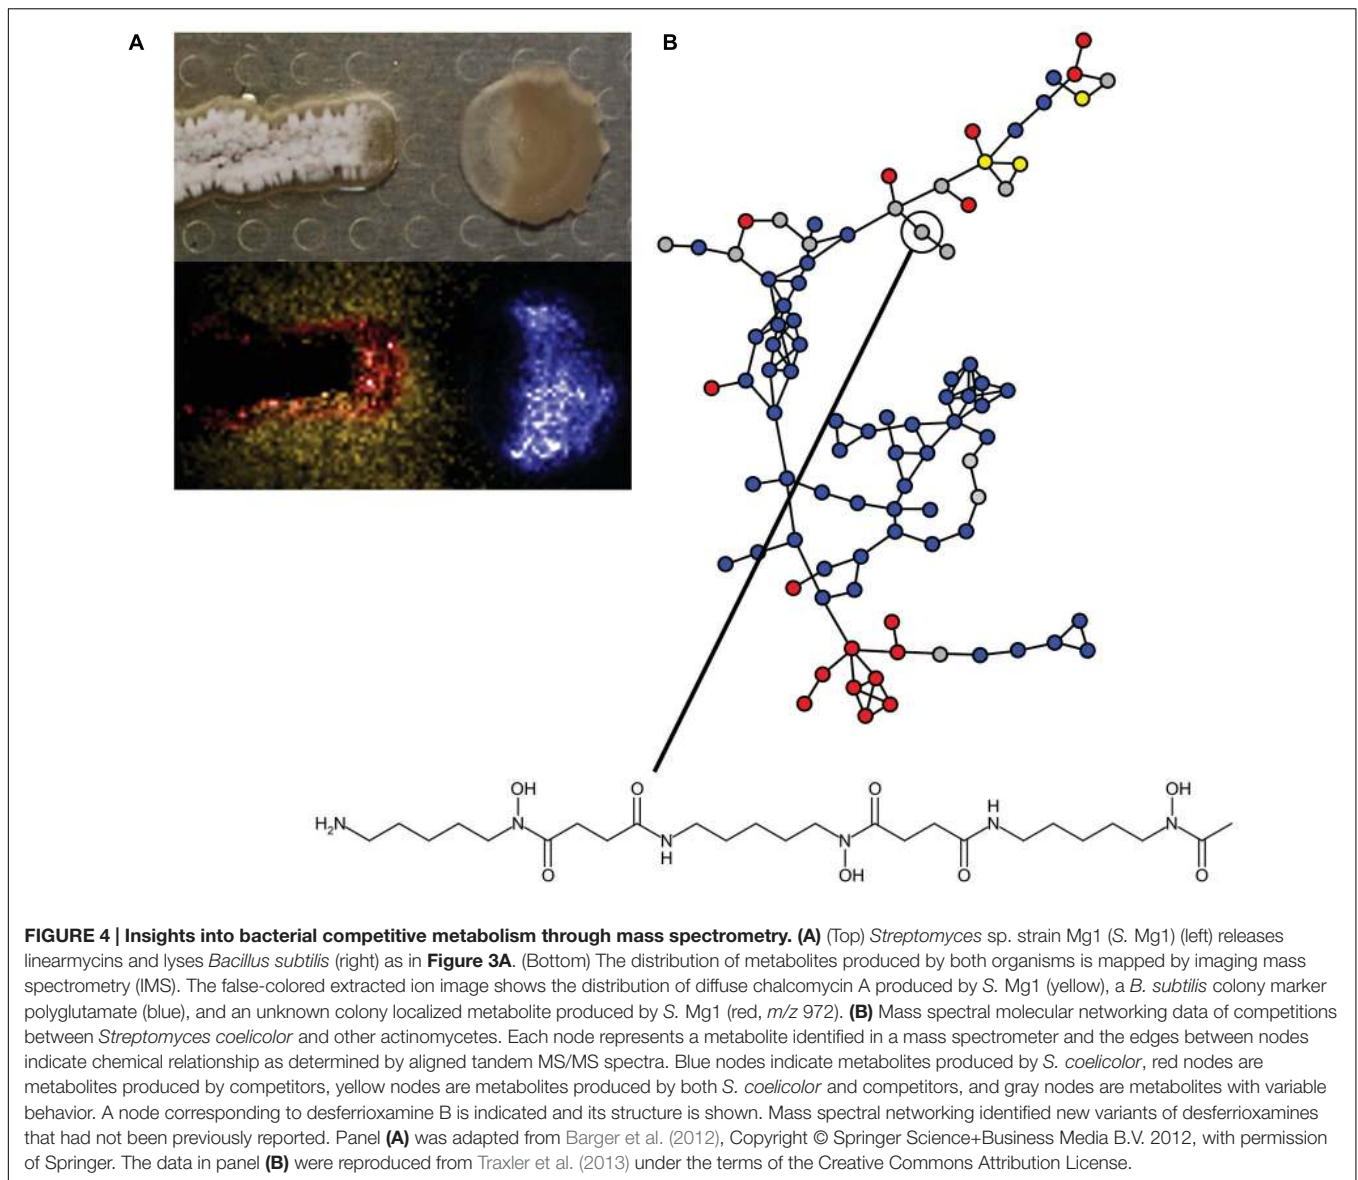 A
B
OH
O
O
H
OH
H₂N
N
N
H
N
N
N
O
OH
O
O
FIGURE 4 | Insights into bacterial competitive metabolism through mass spectrometry. (A) (Top) Streptomyces sp. strain Mg1 (S. Mg1) (left) releases
linearmycins and lyses Bacillus subtilis (right) as in Figure 3A. (Bottom) The distribution of metabolites produced by both organisms is mapped by imaging mass
spectrometry (IMS). The false-colored extracted ion image shows the distribution of diffuse chalcomycin A produced by S. Mg1 (yellow), a B. subtilis colony marker
polyglutamate (blue), and an unknown colony localized metabolite produced by S. Mg1 (red, m/z 972). (B) Mass spectral molecular networking data of competitions
between Streptomyces coelicolor and other actinomycetes. Each node represents a metabolite identified in a mass spectrometer and the edges between nodes
indicate chemical relationship as determined by aligned tandem MS/MS spectra. Blue nodes indicate metabolites produced by S. coelicolor, red nodes are
metabolites produced by competitors, yellow nodes are metabolites produced by both S. coelicolor and competitors, and gray nodes are metabolites with variable
behavior. A node corresponding to desferrioxamine B is indicated and its structure is shown. Mass spectral networking identified new variants of desferrioxamines
that had not been previously reported. Panel (A) was adapted from Barger et al. (2012), Copyright © Springer Science+Business Media B.V. 2012, with permission
of Springer. The data in panel (B) were reproduced from Traxler et al. (2013) under the terms of the Creative Commons Attribution License.